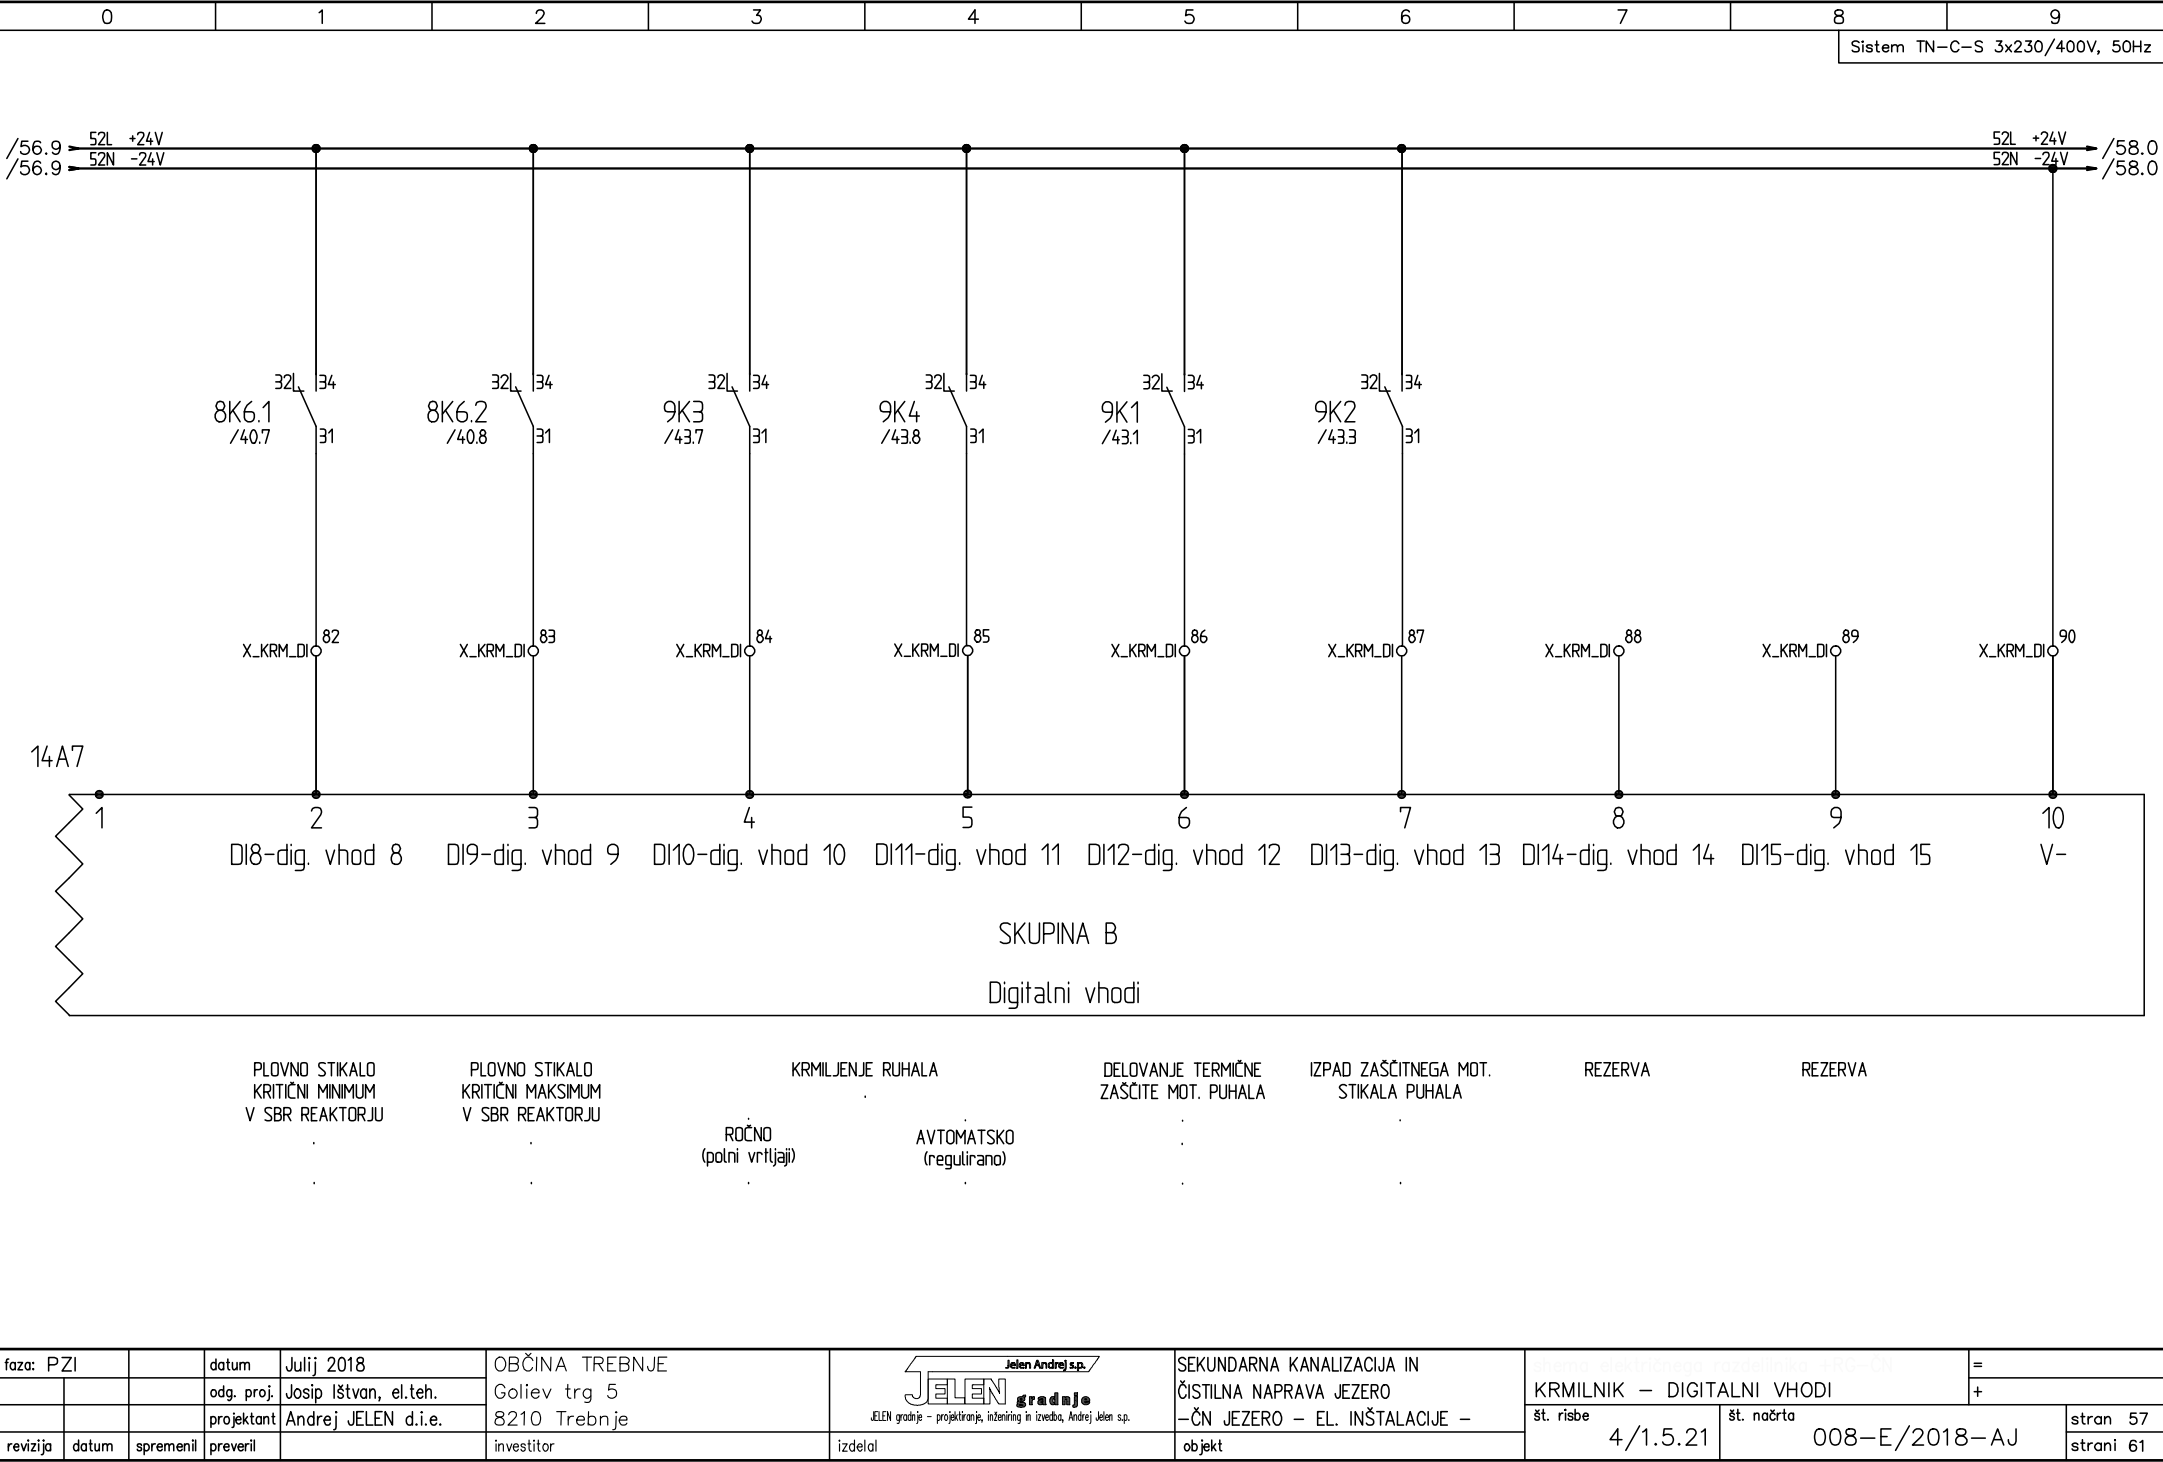 0 1 2 3 4 5 6 7 8 9
Sistem TN-C-S 3x230/400V, 50Hz
/56.9 52L +24V 52L +24V /58.0
/56.9 52N -24V 52N -24V /58.0
32 34 32 34 32 34 32 34 32 34 32 34
8K6.1 8K6.2 9K3 9K4 9K1 9K2
/40.7 31 /40.8 31 /43.7 31 /43.8 31 /43.1 31 /43.3 31
82 83 84 85 86 87 88 89 90
X_KRM_DI X_KRM_DI X_KRM_DI X_KRM_DI X_KRM_DI X_KRM_DI X_KRM_DI X_KRM_DI X_KRM_DI
14A7
1 2 3 4 5 6 7 8 9 10
DI8-dig. vhod 8 DI9-dig. vhod 9 DI10-dig. vhod 10 DI11-dig. vhod 11 DI12-dig. vhod 12 DI13-dig. vhod 13 DI14-dig. vhod 14 DI15-dig. vhod 15 V-
SKUPINA B
Digitalni vhodi
PLOVNO STIKALO PLOVNO STIKALO KRMILJENJE RUHALA DELOVANJE TERMIČNE IZPAD ZAŠČITNEGA MOT. REZERVA REZERVA
KRITIČNI MINIMUM KRITIČNI MAKSIMUM ZAŠČITE MOT. PUHALA STIKALA PUHALA
V SBR REAKTORJU V SBR REAKTORJU
ROČNO AVTOMATSKO
(polni vrtljaji) (regulirano)
faza: PZI datum Julij 2018 OBČINA TREBNJE Jelen Andrej s.p. SEKUNDARNA KANALIZACIJA IN =
odg. proj. Josip Ištvan, el.teh. Goliev trg 5 JELEN gradnje ČISTILNA NAPRAVA JEZERO KRMILNIK - DIGITALNI VHODI +
projektant Andrej JELEN d.i.e. 8210 Trebnje JELEN gradnje - projektiranje, inženiring in izvedba, Andrej Jelen s.p. -ČN JEZERO - EL. INŠTALACIJE - št. risbe št. načrta stran 57
revizija datum spremenil preveril investitor izdelal objekt 4/1.5.21 008-E/2018-AJ strani 61